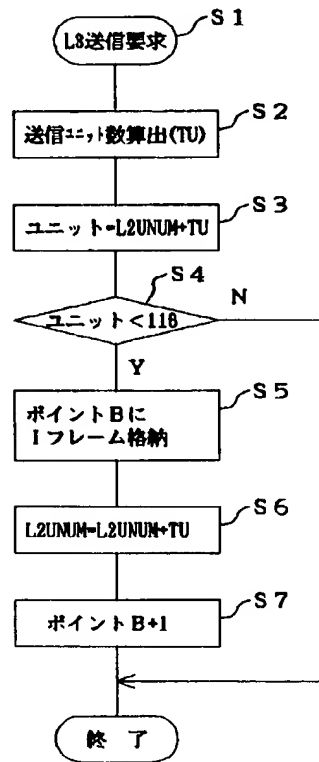 L3送信要求
S1
送信ユニット数算出(TU)
S2
ユニット=L2UNUM+TU
S3
ユニット<116
S4
N
Y
ポイントBに
Iフレーム格納
S5
L2UNUM=L2UNUM+TU
S6
ポイントB+1
S7
終了